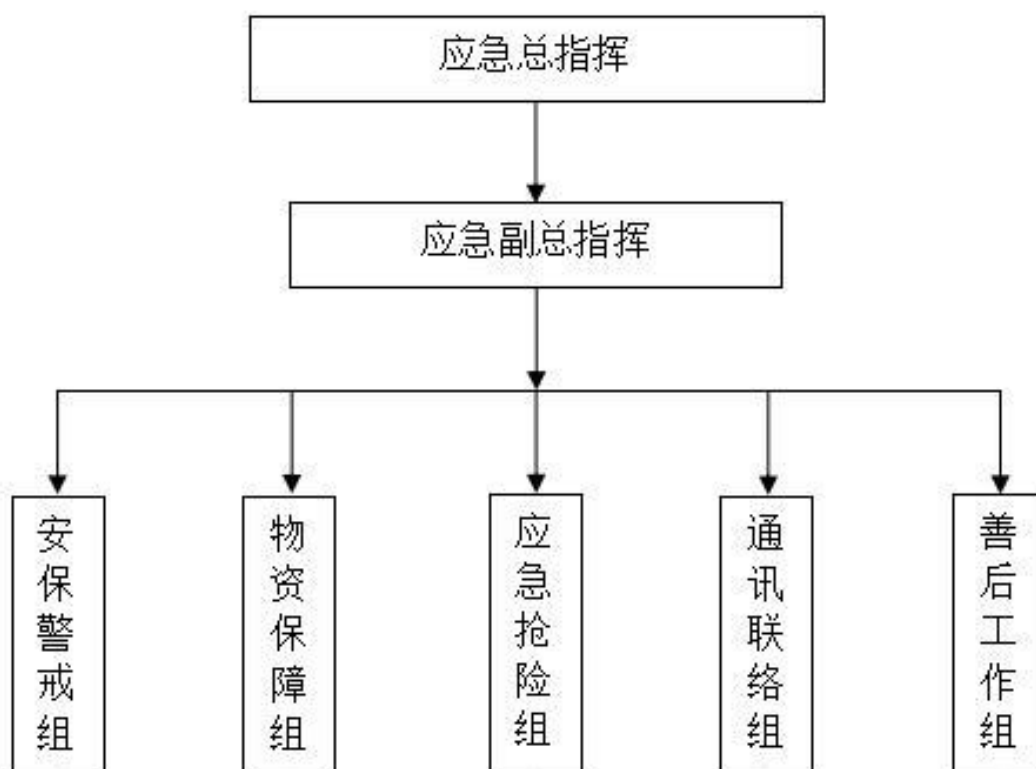 应急总指挥
应急副总指挥
安保警戒组
物资保障组
应急抢险组
通讯联络组
善后工作组